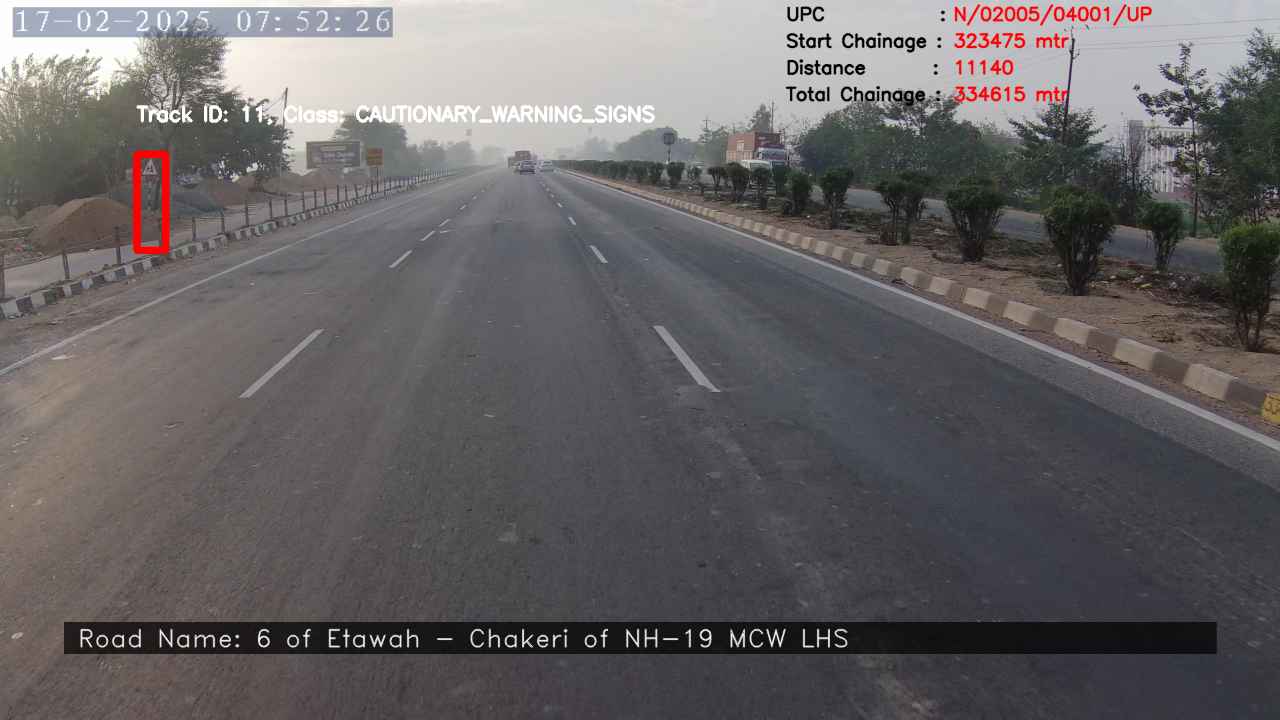 17-02-2025 07:52:26
UPC : N/02005/04001/UP
Start Chainage : 323475 mtr
Distance : 11140
Total Chainage : 334615 mtr
Track ID: 11, Class: CAUTIONARY_WARNING_SIGNS
Road Name: 6 of Etawah - Chakeri of NH-19 MCW LHS